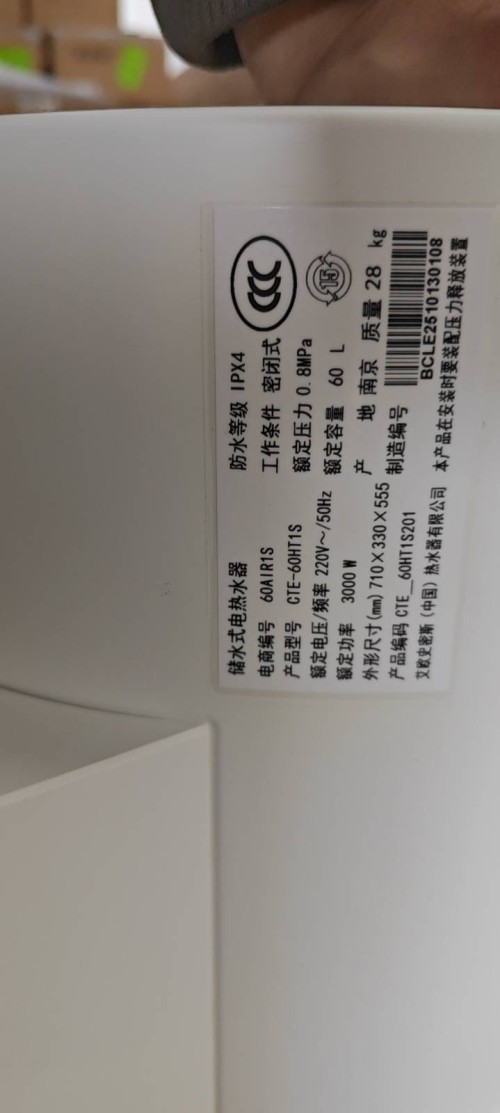 储水式电热水器
电商编号 60AIR1S
产品型号 CTE-60HT1S
额定电压/频率 220V～/50Hz
额定功率 3000 W
外形尺寸(mm) 710×330×555
产品编码 CTE__60HT1S201
艾欧史密斯（中国）热水器有限公司
防水等级 IPX4
工作条件 密闭式
额定压力 0.8MPa
额定容量 60 L
产 地 南京 质量 28 kg
制造编号
BCLE2510130108
本产品在安装时要装配压力释放装置
CCC
15